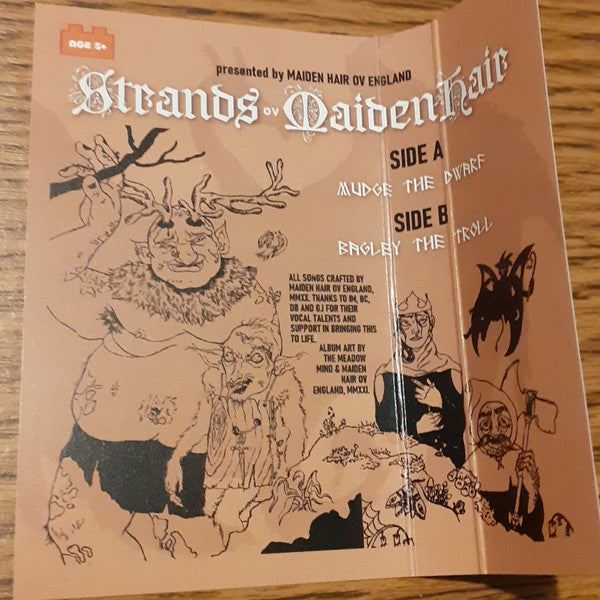 AGE 5+
presented by MAIDEN HAIR OV ENGLAND
Strands OV MaidenHair
SIDE A
MUDGE THE DWARF
SIDE B
BAGLEY THE TROLL
ALL SONGS CRAFTED BY
MAIDEN HAIR OV ENGLAND,
MMXX. THANKS TO IM, BC,
DB AND GJ FOR THEIR
VOCAL TALENTS AND
SUPPORT IN BRINGING THIS
TO LIFE.
ALBUM ART BY
THE MEADOW
MIND & MAIDEN
HAIR OV
ENGLAND, MMXXI.